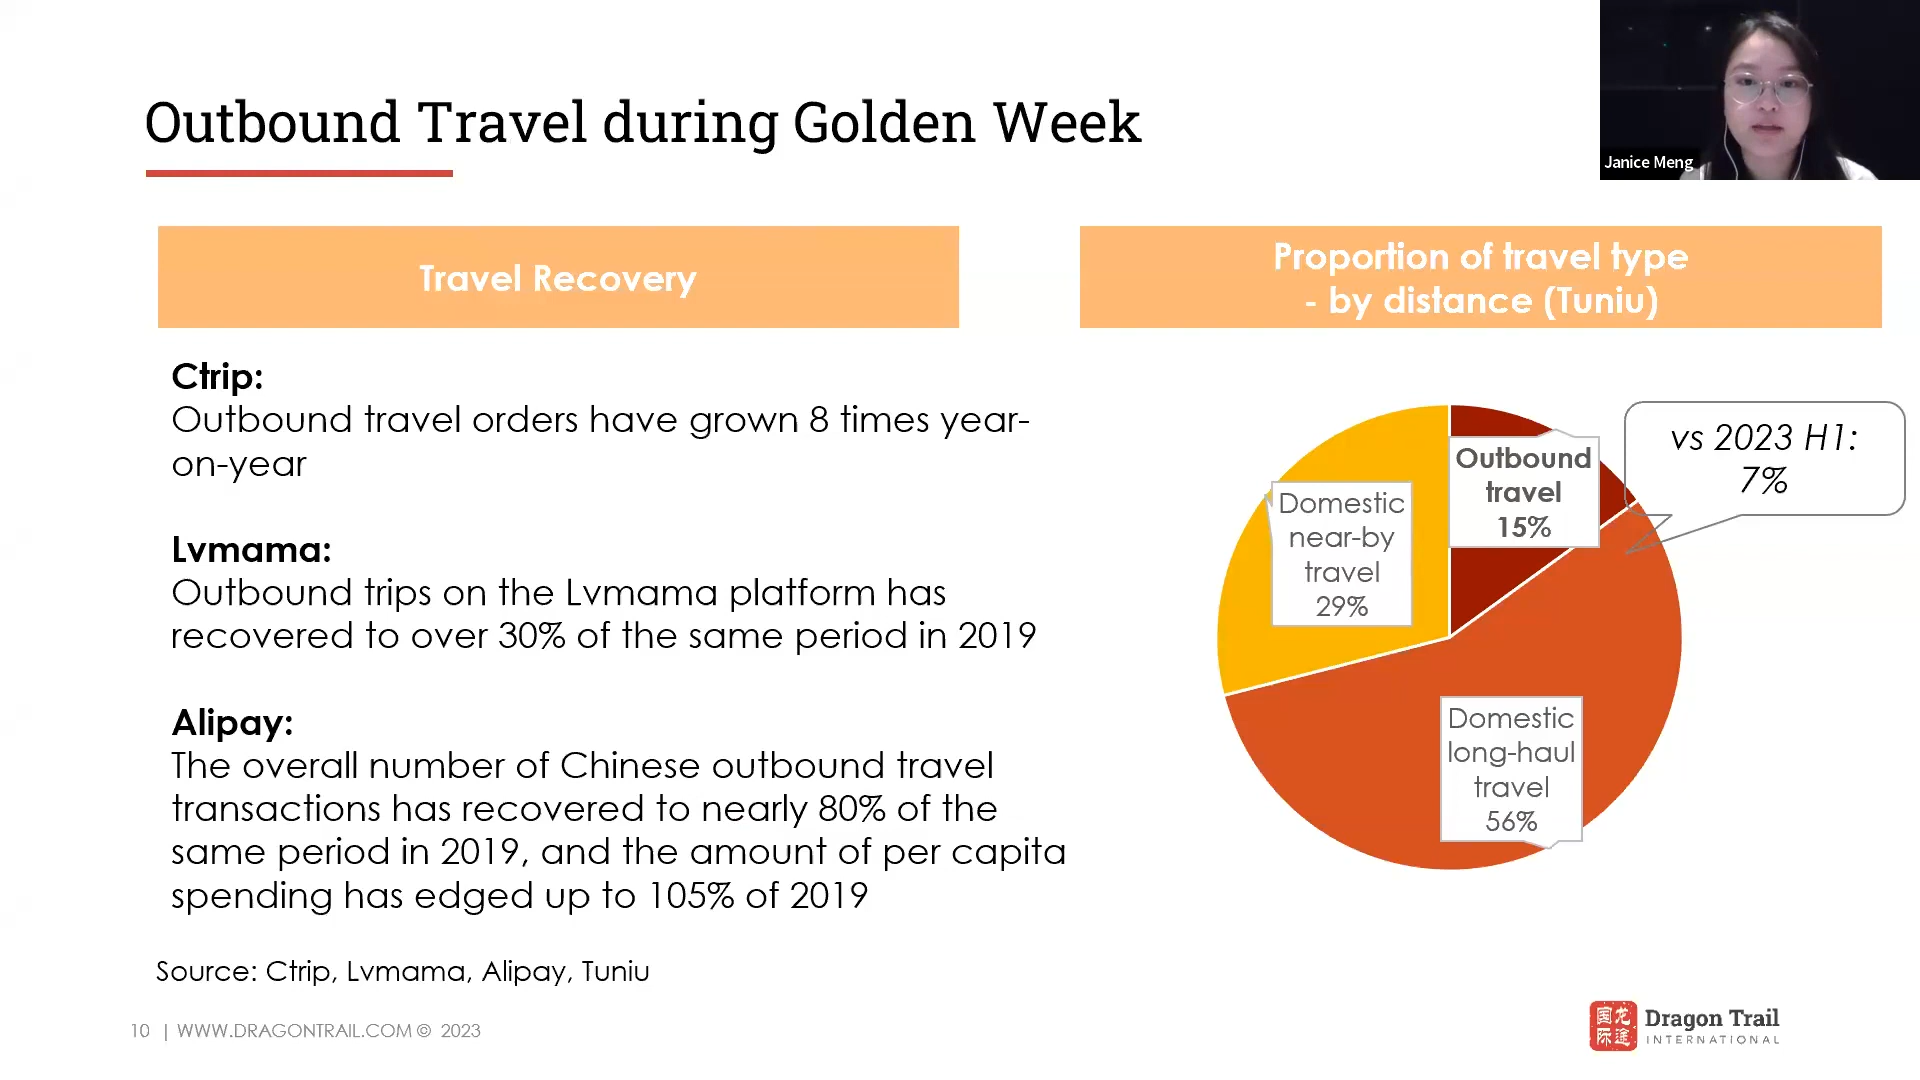 Outbound Travel during Golden Week
Janice Meng
Travel Recovery
Ctrip:
Outbound travel orders have grown 8 times year-
on-year
Lvmama:
Outbound trips on the Lvmama platform has
recovered to over 30% of the same period in 2019
Alipay:
The overall number of Chinese outbound travel
transactions has recovered to nearly 80% of the
same period in 2019, and the amount of per capita
spending has edged up to 105% of 2019
Proportion of travel type
- by distance (Tuniu)
vs 2023 H1:
7%
Outbound
travel
15%
Domestic
near-by
travel
29%
Domestic
long-haul
travel
56%
Source: Ctrip, Lvmama, Alipay, Tuniu
10 | WWW.DRAGONTRAIL.COM © 2023
国际龙途
Dragon Trail
INTERNATIONAL